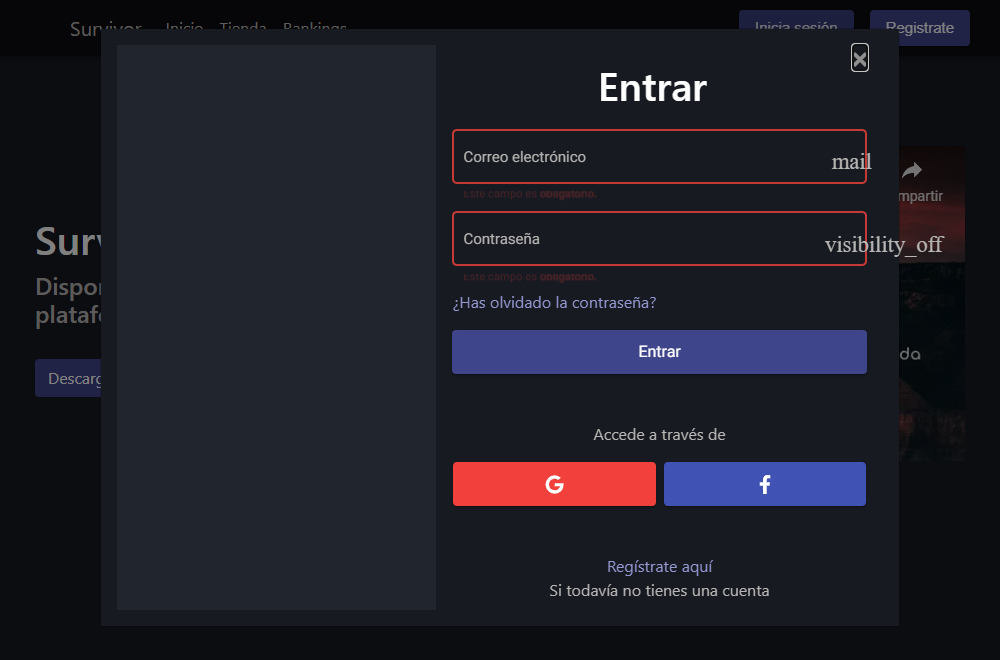 Survivor Inicio Tienda Rankings Inicia sesión Registrate
Entrar
Correo electrónico mail
Este campo es obligatorio.
Contraseña visibility_off
Este campo es obligatorio.
¿Has olvidado la contraseña?
Entrar
Accede a través de
G f
Regístrate aquí
Si todavía no tienes una cuenta
Surv
Dispon
plataf
Descarg
mpartir
da